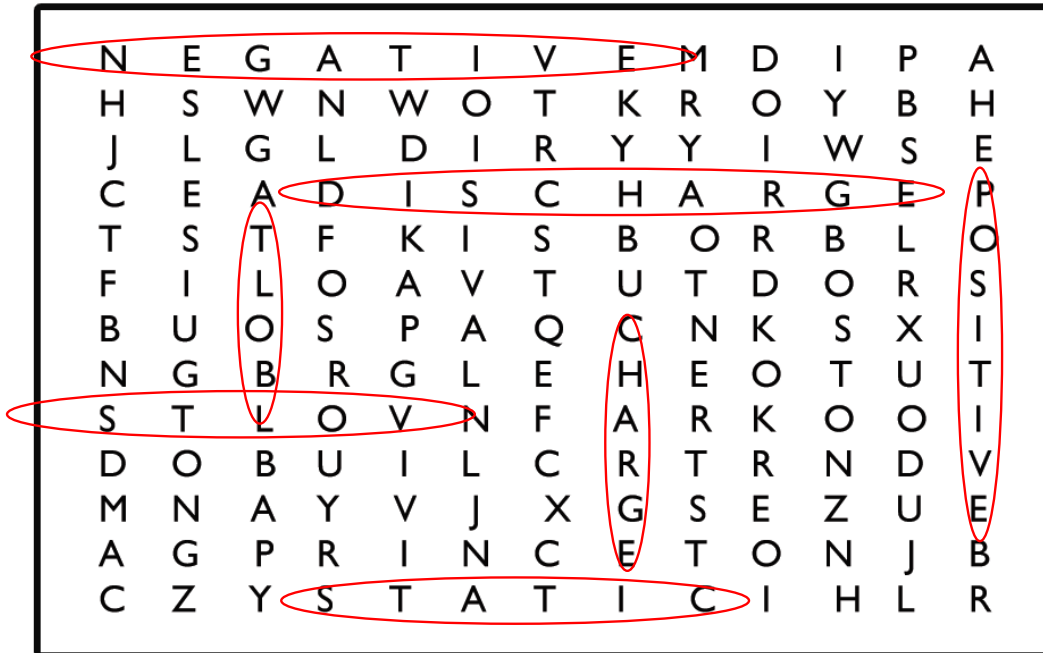 N E G A T I V E M D I P A
H S W N W O T K R O Y B H
J L G L D I R Y Y I W S E
C E A D I S C H A R G E P
T S T F K I S B O R B L O
F I L O A V T U T D O R S
B U O S P A Q C N K S X I
N G B R G L E H E O T U T
S T L O V N F A R K O O I
D O B U I L C R T R N D V
M N A Y V J X G S E Z U E
A G P R I N C E T O N J B
C Z Y S T A T I C I H L R